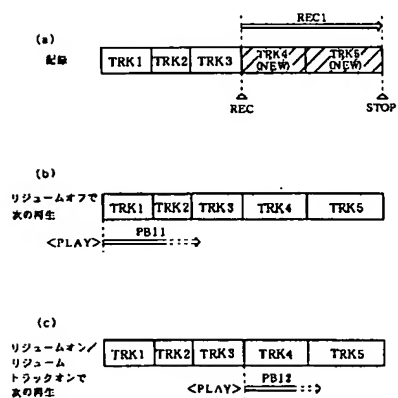 REC1
(a)
記録
TRK1 TRK2 TRK3 TRK4 (NEW) TRK5 (NEW)
REC
STOP
(b)
リジュームオフで
次の再生
TRK1 TRK2 TRK3 TRK4 TRK5
<PLAY> PB11
(c)
リジュームオン/
リジューム
トラックオンで
次の再生
TRK1 TRK2 TRK3 TRK4 TRK5
<PLAY> PB12